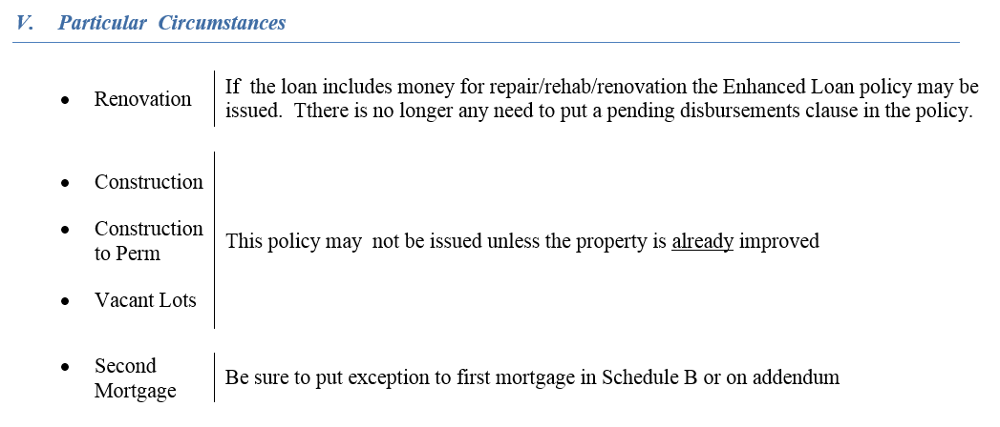 V. Particular Circumstances
• Renovation
If the loan includes money for repair/rehab/renovation the Enhanced Loan policy may be
issued. Tthere is no longer any need to put a pending disbursements clause in the policy.
• Construction
• Construction
to Perm
This policy may not be issued unless the property is already improved
• Vacant Lots
• Second
Mortgage
Be sure to put exception to first mortgage in Schedule B or on addendum